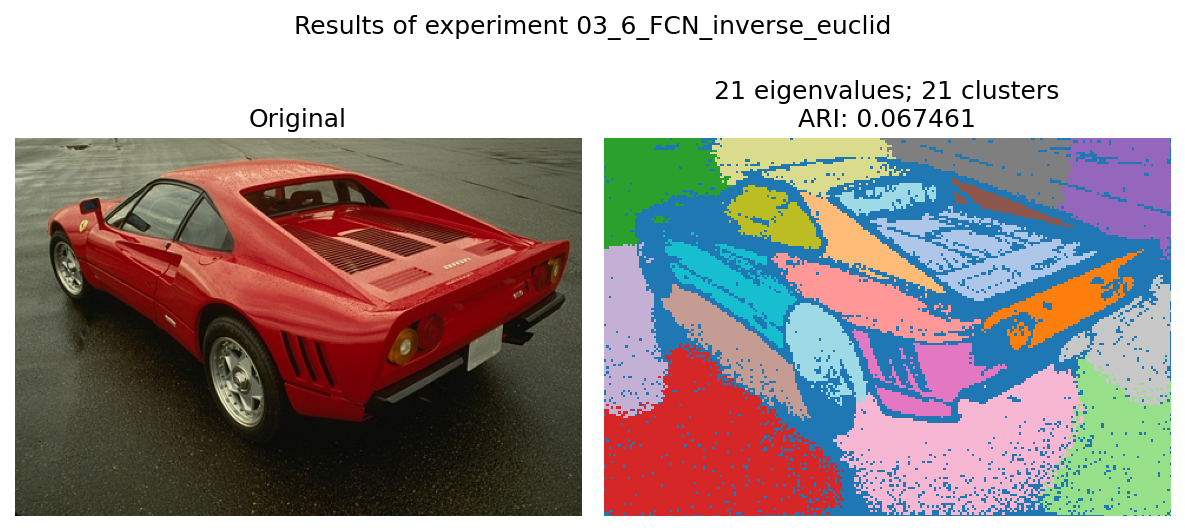 Results of experiment 03_6_FCN_inverse_euclid
Original
21 eigenvalues; 21 clusters
ARI: 0.067461